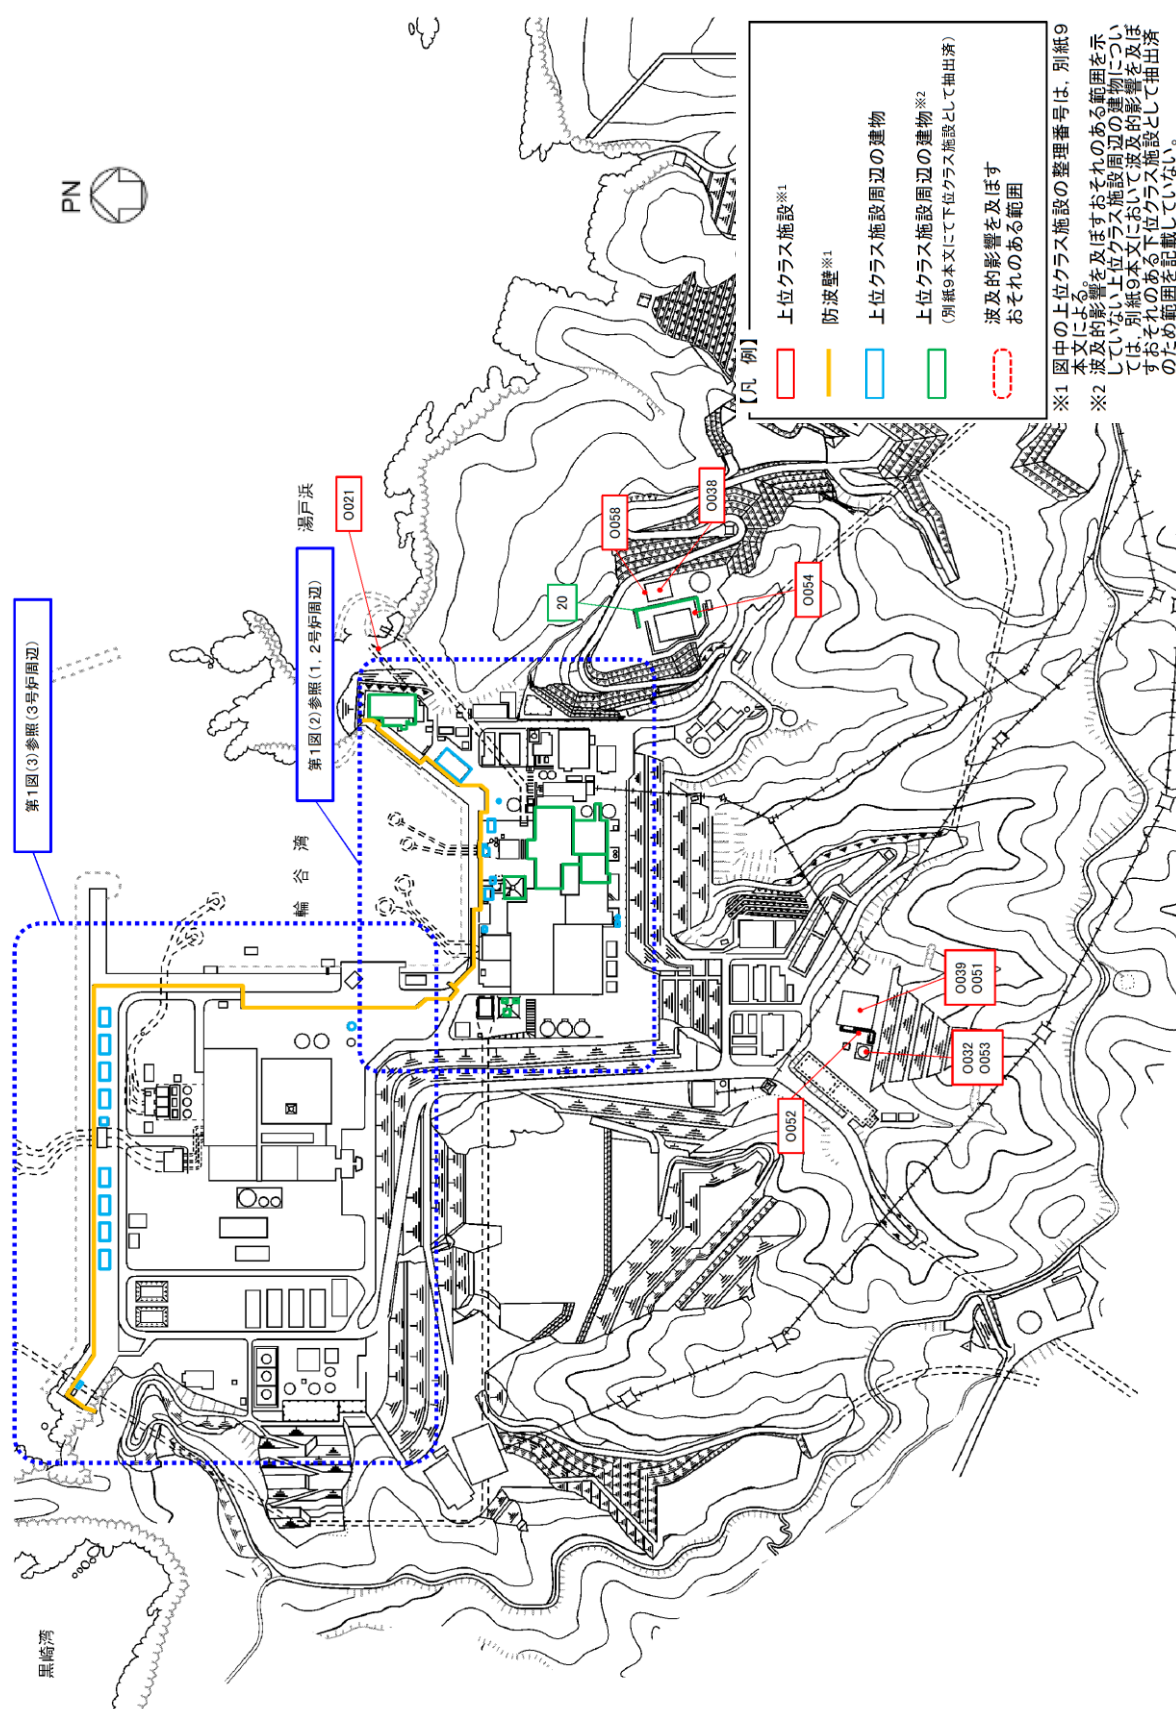 黒崎湾
第1図(3)参照(3号炉周辺)
輪谷湾
第1図(2)参照(1，2号炉周辺)
湯戸浜
PN
O021
20
O058
O038
O054
O039
O051
O032
O053
O052
【凡　例】
上位クラス施設※1
防波壁※1
上位クラス施設周辺の建物
上位クラス施設周辺の建物※2
(別紙9本文にて下位クラス施設として抽出済)
波及的影響を及ぼす
おそれのある範囲
※1 図中の上位クラス施設の整理番号は，別紙9
本文による。
※2 波及的影響を及ぼすおそれのある範囲を示
していない上位クラス施設周辺の建物につい
ては，別紙9本文において波及的影響を及ぼ
すおそれのある下位クラス施設として抽出済
のため範囲を記載していない。